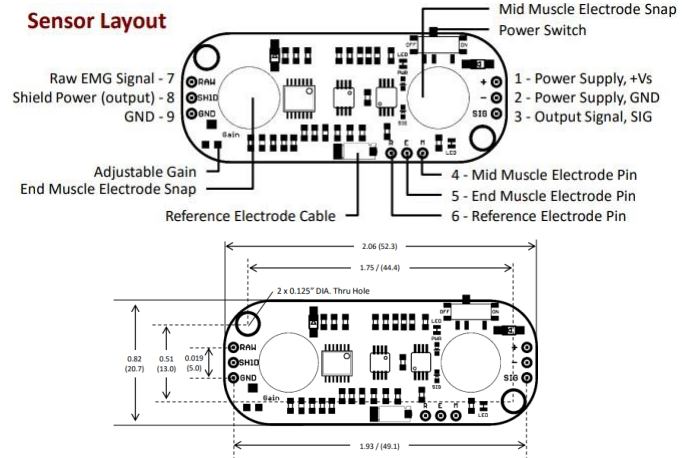 Sensor Layout
Mid Muscle Electrode Snap
Power Switch
OFF
ON
LED
PWR
Raw EMG Signal - 7
RAW
+
1 - Power Supply, +Vs
Shield Power (output) - 8
SHID
-
2 - Power Supply, GND
GND - 9
GND
SIG
SIG
3 - Output Signal, SIG
Gain
R E M
LED
Adjustable Gain
4 - Mid Muscle Electrode Pin
End Muscle Electrode Snap
5 - End Muscle Electrode Pin
Reference Electrode Cable
6 - Reference Electrode Pin
2.06 (52.3)
1.75 / (44.4)
2 x 0.125" DIA. Thru Hole
OFF
ON
LED
PWR
0.82
(20.7)
0.51
(13.0)
0.019
(5.0)
RAW
SHID
GND
+
-
SIG
SIG
Gain
R E M
LED
1.93 / (49.1)